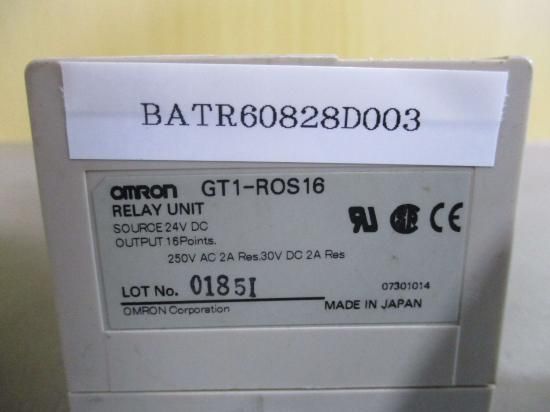 BATR60828D003
OMRON GT1-ROS16
RELAY UNIT
SOURCE 24V DC
OUTPUT 16Points.
250V AC 2A Res.30V DC 2A Res
LOT No. 0185I
07301014
OMRON Corporation
MADE IN JAPAN